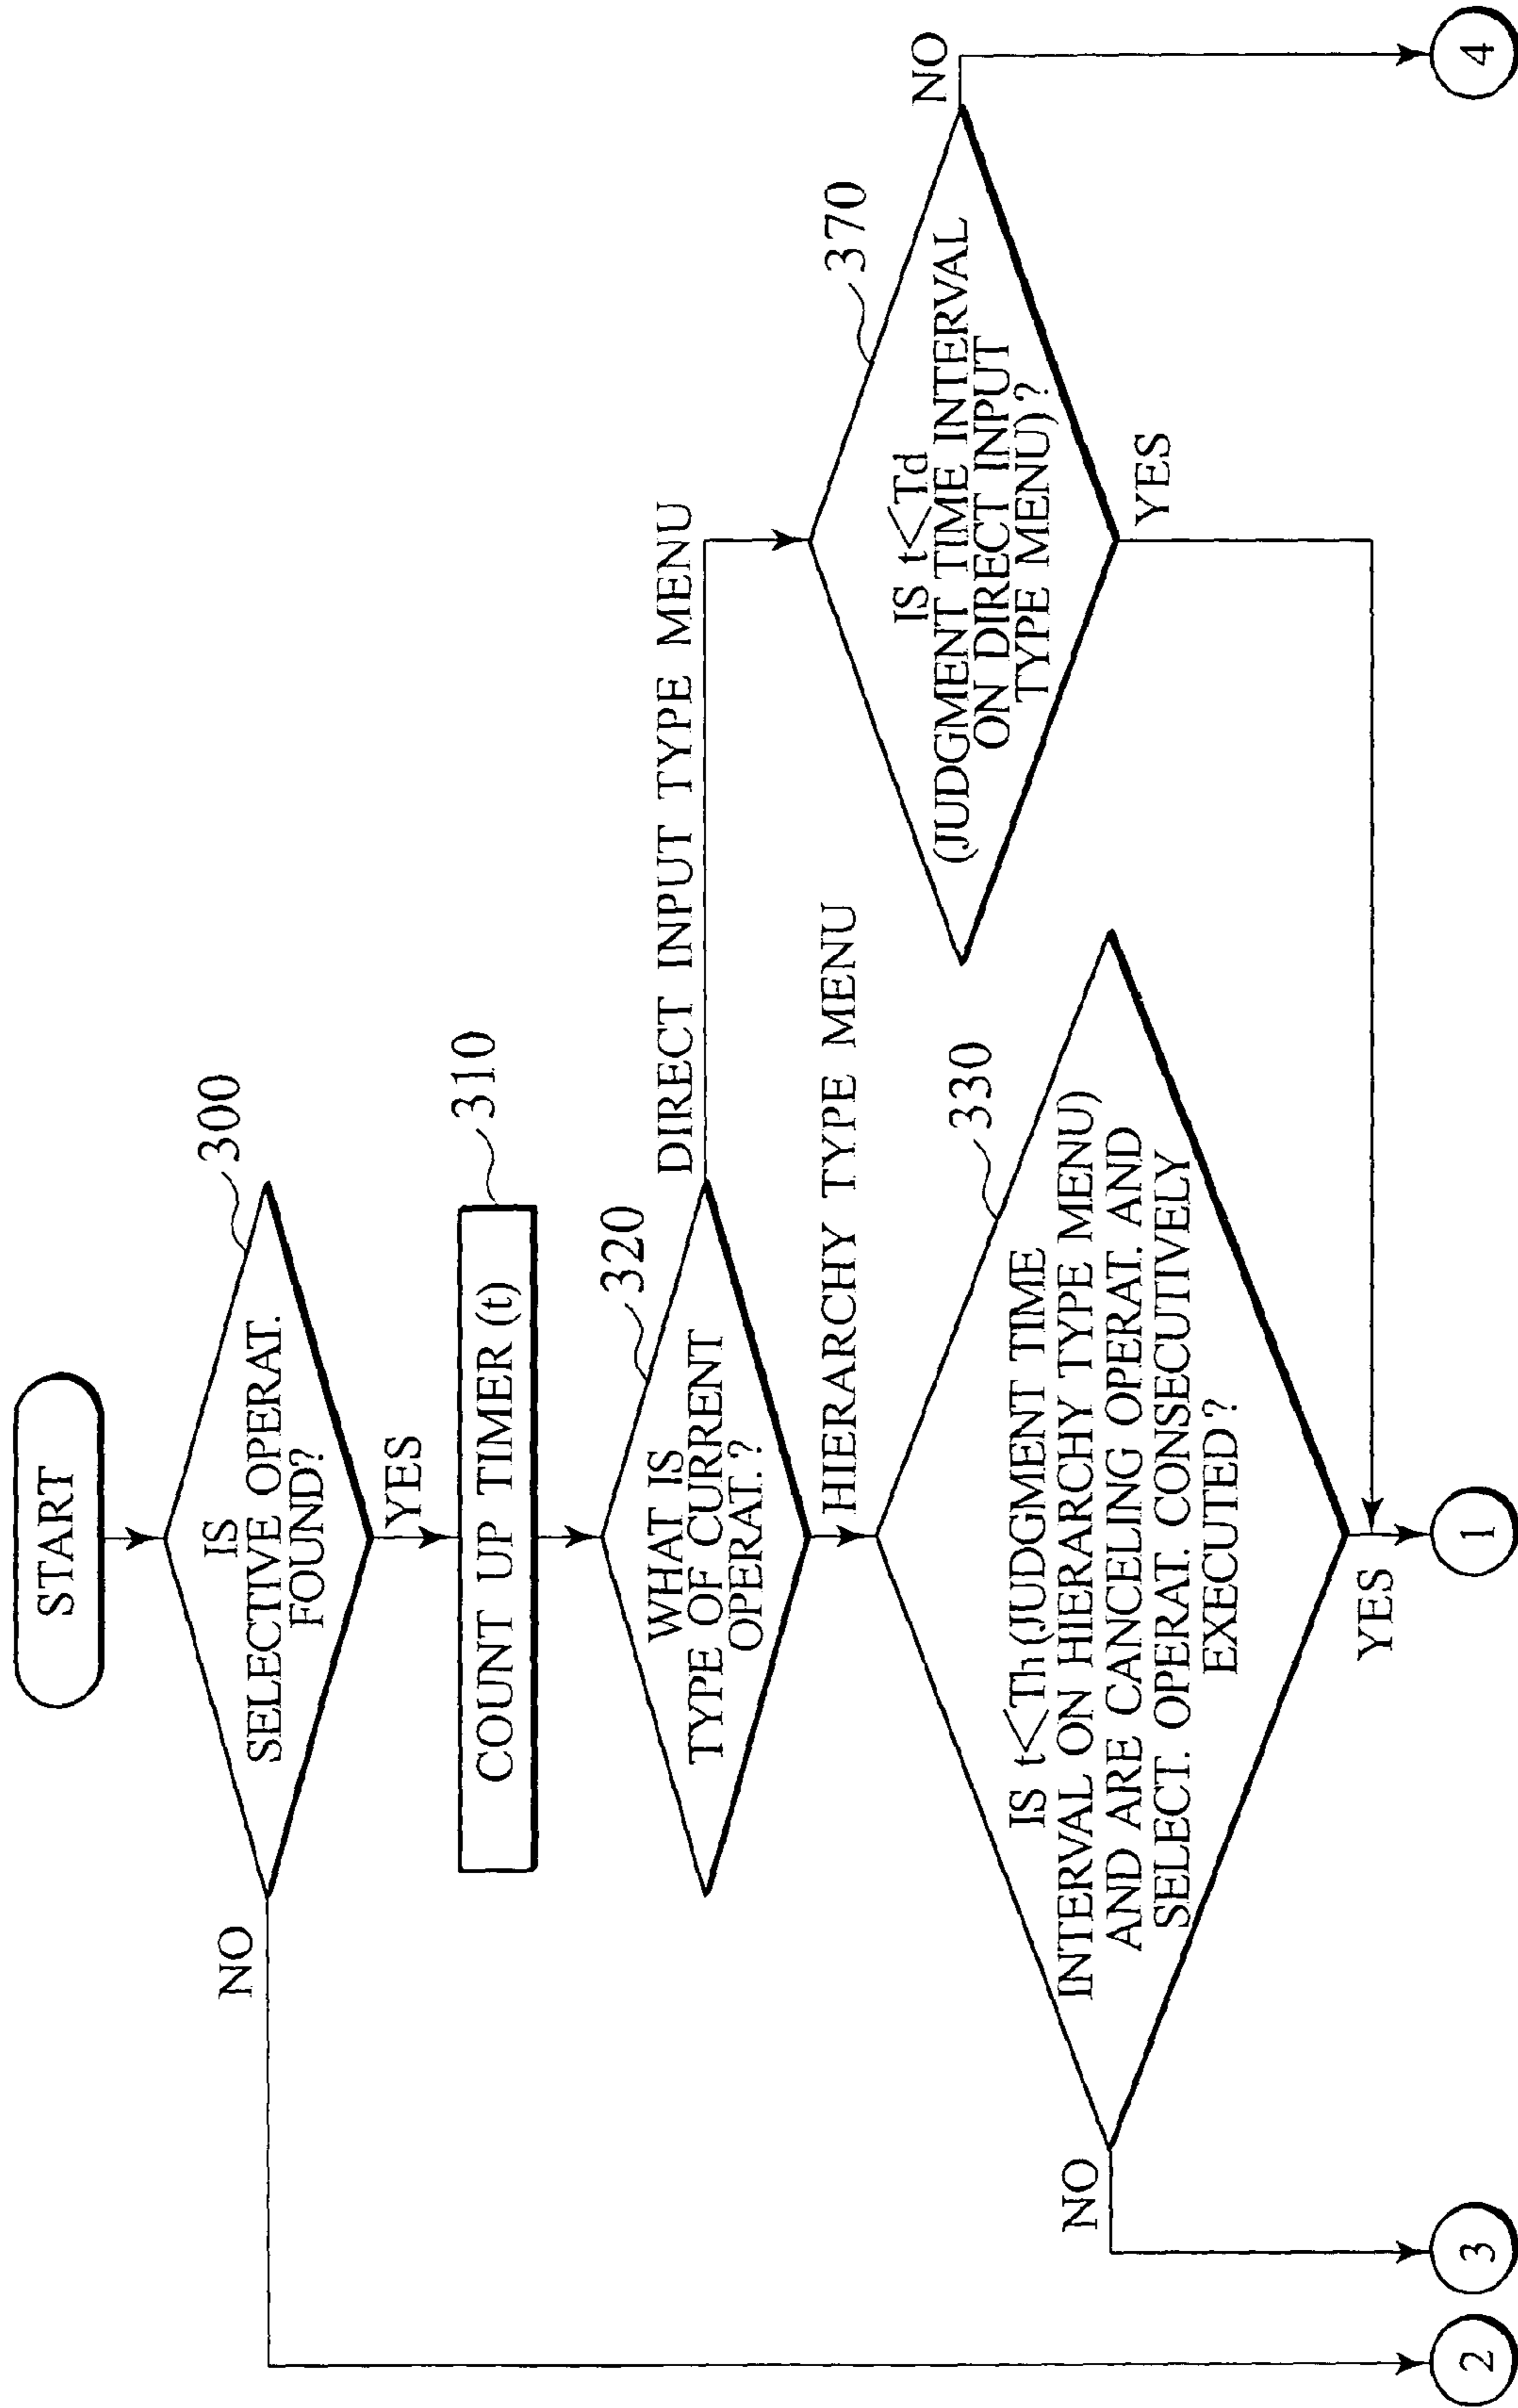 START
300
IS
SELECTIVE OPERAT.
FOUND?
NO
YES
310
COUNT UP TIMER (t)
320
WHAT IS
TYPE OF CURRENT
OPERAT.?
DIRECT INPUT TYPE MENU
HIERARCHY TYPE MENU
330
IS t<Th (JUDGMENT TIME
INTERVAL ON HIERARCHY TYPE MENU)
AND ARE CANCELING OPERAT. AND
SELECT. OPERAT. CONSECUTIVELY
EXECUTED?
NO
YES
370
IS t<Td
(JUDGMENT TIME INTERVAL
ON DIRECT INPUT
TYPE MENU)?
NO
YES
2
3
1
4